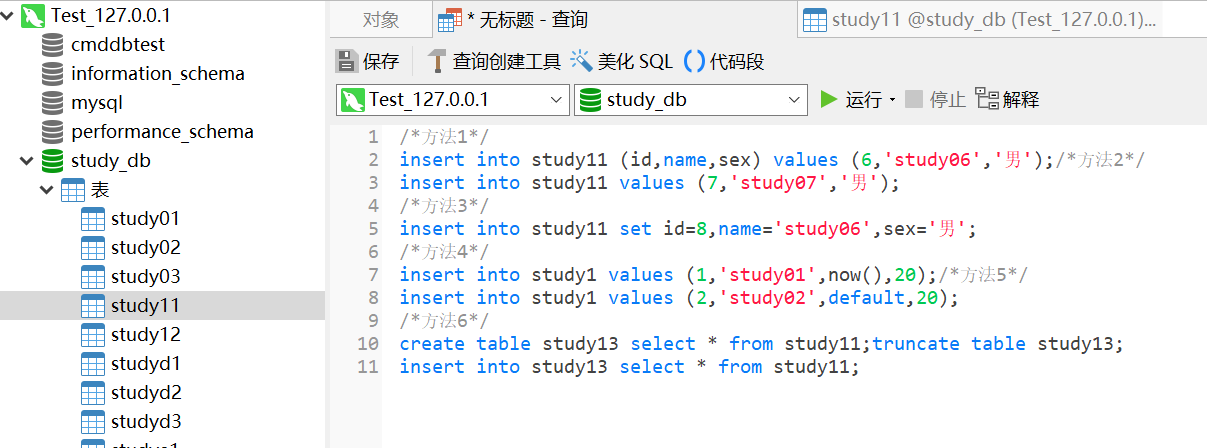 Test_127.0.0.1
cmddbtest
information_schema
mysql
performance_schema
study_db
表
study01
study02
study03
study11
study12
studyd1
studyd2
studyd3
对象
* 无标题 - 查询
study11 @study_db (Test_127.0.0.1)...
保存
查询创建工具
美化 SQL
() 代码段
Test_127.0.0.1
study_db
运行
停止
解释
1 /*方法1*/
2 insert into study11 (id,name,sex) values (6,'study06','男');/*方法2*/
3 insert into study11 values (7,'study07','男');
4 /*方法3*/
5 insert into study11 set id=8,name='study06',sex='男';
6 /*方法4*/
7 insert into study1 values (1,'study01',now(),20);/*方法5*/
8 insert into study1 values (2,'study02',default,20);
9 /*方法6*/
10 create table study13 select * from study11;truncate table study13;
11 insert into study13 select * from study11;